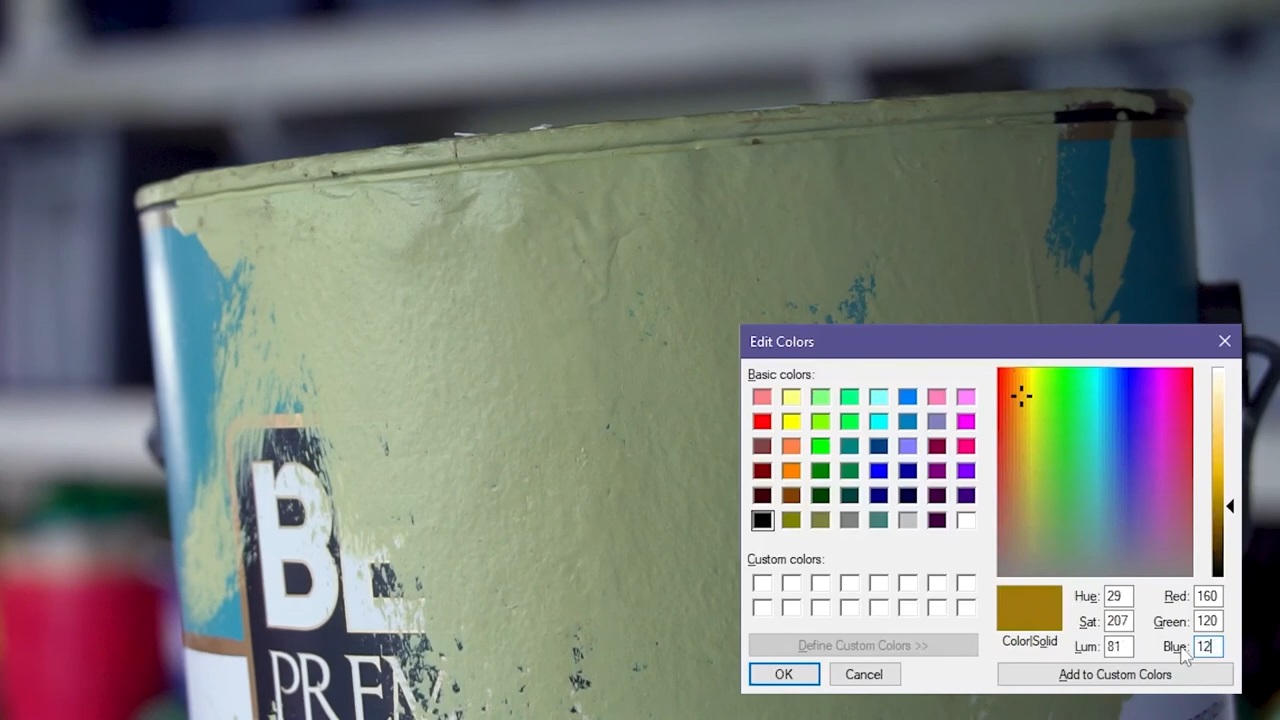 BE
PREM
Edit Colors
Basic colors:
Custom colors:
Define Custom Colors >>
OK
Cancel
Color|Solid
Hue: 29
Sat: 207
Lum: 81
Red: 160
Green: 120
Blue: 12
Add to Custom Colors